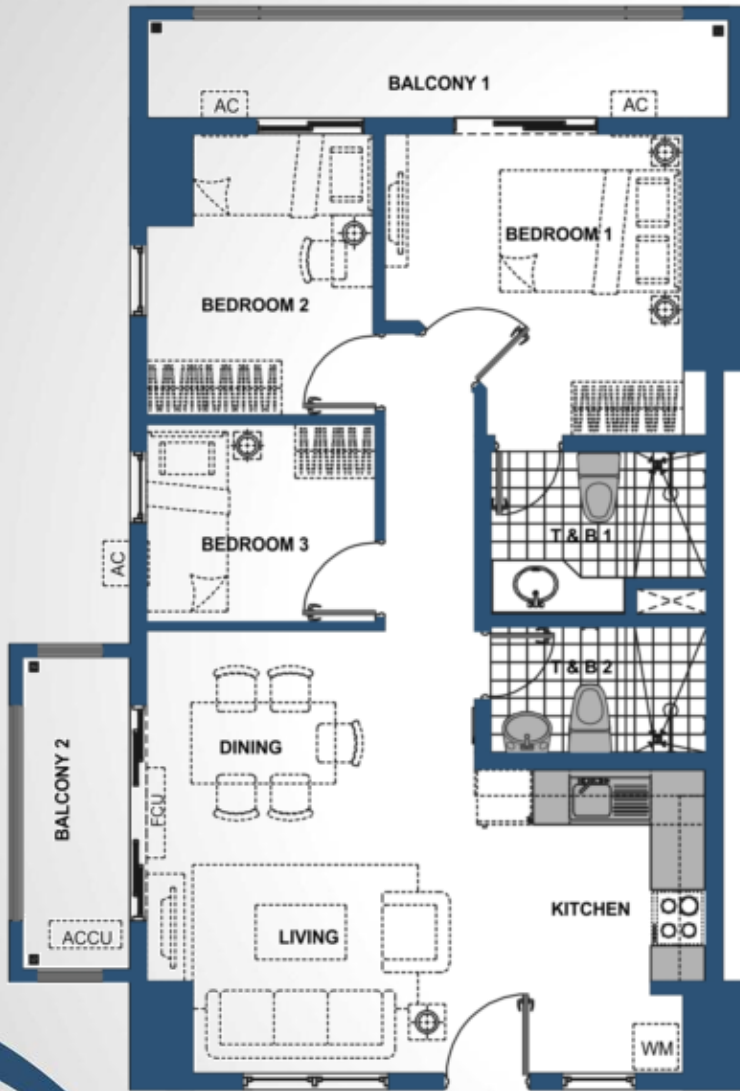 BALCONY 1
AC
AC
BEDROOM 1
BEDROOM 2
BEDROOM 3
AC
T & B 1
T & B 2
DINING
BALCONY 2
FCU
ACCU
LIVING
KITCHEN
WM